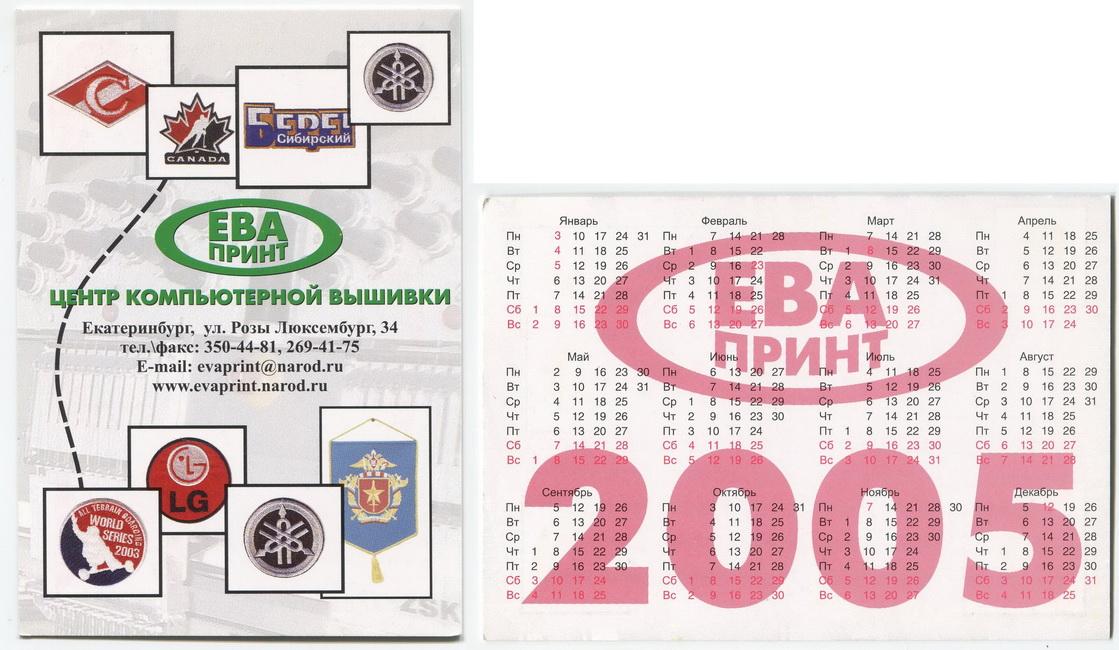 С
CANADA
БЕРЕГ
Сибирский
ЕВА
ПРИНТ
ЦЕНТР КОМПЬЮТЕРНОЙ ВЫШИВКИ
Екатеринбург, ул. Розы Люксембург, 34
тел.\факс: 350-44-81, 269-41-75
E-mail: evaprint@narod.ru
www.evaprint.narod.ru
LG
LG
ALL TERRAIN BOARDING
WORLD
SERIES
2003
ZSK
ЕВА
ПРИНТ
2005
Январь Февраль Март Апрель
Пн 3 10 17 24 31 Пн 7 14 21 28 Пн 7 14 21 28 Пн 4 11 18 25
Вт 4 11 18 25 Вт 1 8 15 22 Вт 1 8 15 22 29 Вт 5 12 19 26
Ср 5 12 19 26 Ср 2 9 16 23 Ср 2 9 16 23 30 Ср 6 13 20 27
Чт 6 13 20 27 Чт 3 10 17 24 Чт 3 10 17 24 31 Чт 7 14 21 28
Пт 7 14 21 28 Пт 4 11 18 25 Пт 4 11 18 25 Пт 1 8 15 22 29
Сб 1 8 15 22 29 Сб 5 12 19 26 Сб 5 12 19 26 Сб 2 9 16 23 30
Вс 2 9 16 23 30 Вс 6 13 20 27 Вс 6 13 20 27 Вс 3 10 17 24
Май Июнь Июль Август
Пн 2 9 16 23 30 Пн 6 13 20 27 Пн 4 11 18 25 Пн 1 8 15 22 29
Вт 3 10 17 24 31 Вт 7 14 21 28 Вт 5 12 19 26 Вт 2 9 16 23 30
Ср 4 11 18 25 Ср 1 8 15 22 29 Ср 6 13 20 27 Ср 3 10 17 24 31
Чт 5 12 19 26 Чт 2 9 16 23 30 Чт 7 14 21 28 Чт 4 11 18 25
Пт 6 13 20 27 Пт 3 10 17 24 Пт 1 8 15 22 29 Пт 5 12 19 26
Сб 7 14 21 28 Сб 4 11 18 25 Сб 2 9 16 23 30 Сб 6 13 20 27
Вс 1 8 15 22 29 Вс 5 12 19 26 Вс 3 10 17 24 31 Вс 7 14 21 28
Сентябрь Октябрь Ноябрь Декабрь
Пн 5 12 19 26 Пн 3 10 17 24 31 Пн 7 14 21 28 30 Пн 5 12 19 26
Вт 6 13 20 27 Вт 4 11 18 25 Вт 1 8 15 22 29 Вт 6 13 20 27
Ср 7 14 21 28 Ср 5 12 19 26 Ср 2 9 16 23 30 Ср 7 14 21 28
Чт 1 8 15 22 29 Чт 6 13 20 27 Чт 3 10 17 24 Чт 1 8 15 22 29
Пт 2 9 16 23 30 Пт 7 14 21 28 Пт 4 11 18 25 Пт 2 9 16 23 30
Сб 3 10 17 24 Сб 1 8 15 22 29 Сб 5 12 19 26 Сб 3 10 17 24 31
Вс 4 11 18 25 Вс 2 9 16 23 30 Вс 6 13 20 27 Вс 4 11 18 25